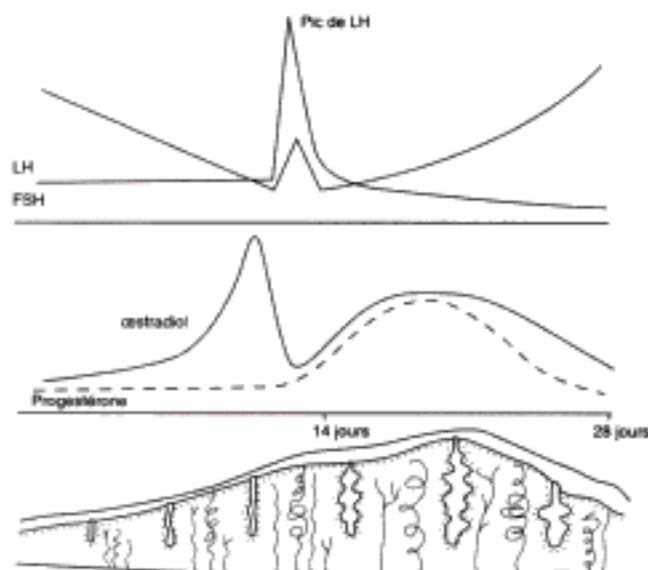 Pic de LH
LH
FSH
œstradiol
Progestérone
14 jours
28 jours